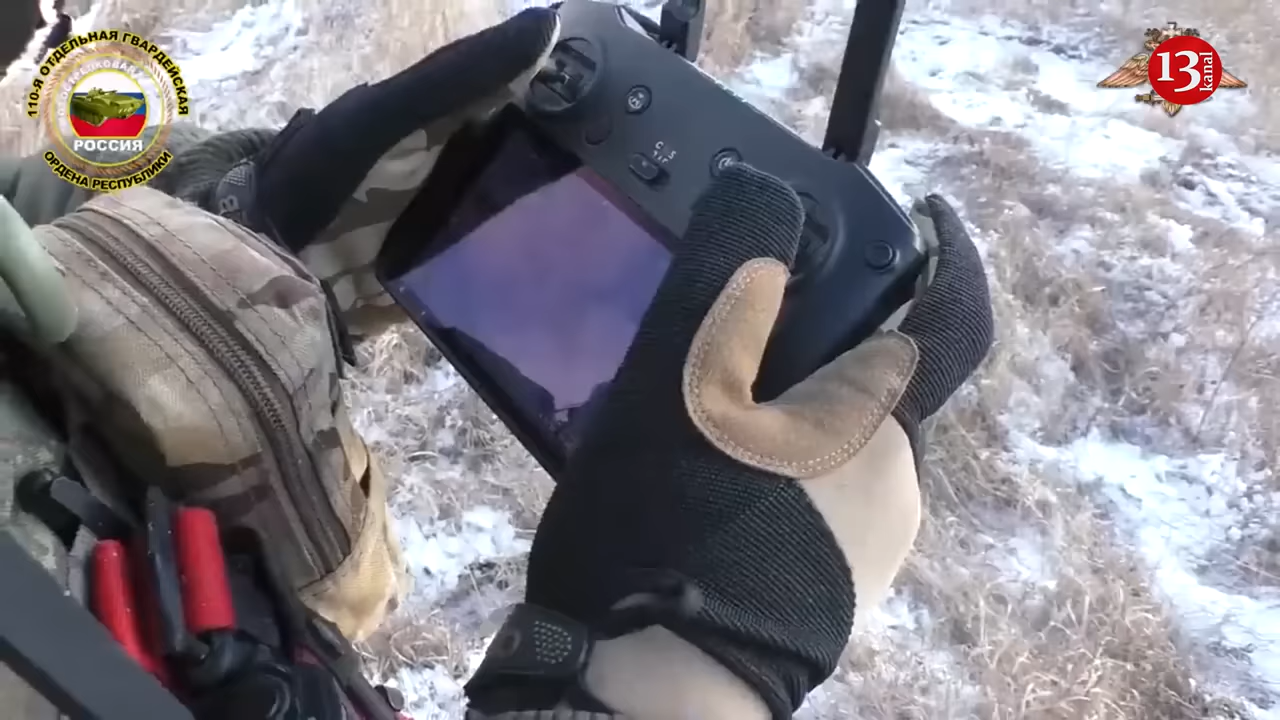 110-я ОТДЕЛЬНАЯ ГВАРДЕЙСКАЯ
РОССИЯ
ОРДЕНА РЕСПУБЛИКИ
13
kanal
C N S